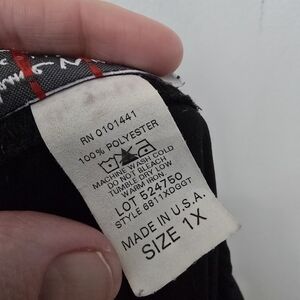 RN 0101441
100% POLYESTER
MACHINE WASH COLD
DO NOT BLEACH
TUMBLE DRY LOW
WARM IRON.
LOT 524750
STYLE 6811XDGGT
MADE IN U.S.A.
SIZE 1X